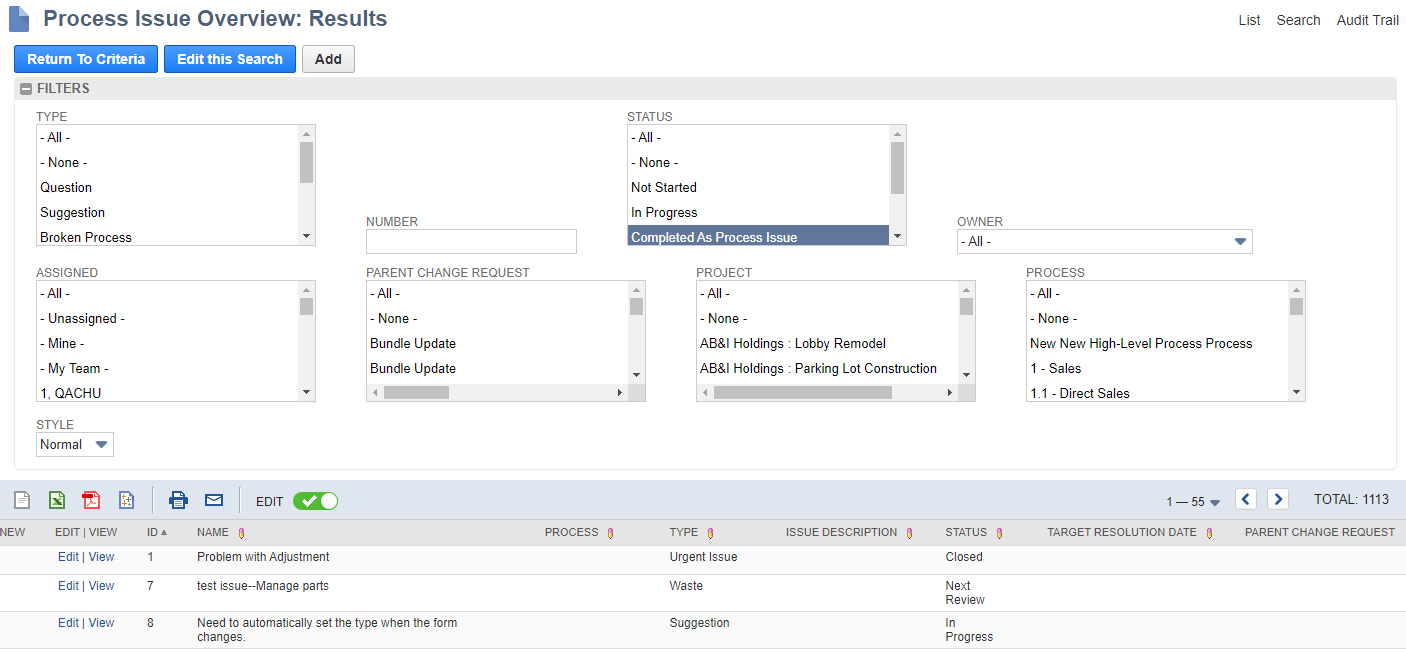 Process Issue Overview: Results
List Search Audit Trail
Return To Criteria Edit this Search Add
FILTERS
TYPE
- All -
- None -
Question
Suggestion
Broken Process
NUMBER
STATUS
- All -
- None -
Not Started
In Progress
Completed As Process Issue
OWNER
- All -
ASSIGNED
- All -
- Unassigned -
- Mine -
- My Team -
1, QACHU
PARENT CHANGE REQUEST
- All -
- None -
Bundle Update
Bundle Update
PROJECT
- All -
- None -
AB&I Holdings : Lobby Remodel
AB&I Holdings : Parking Lot Construction
PROCESS
- All -
- None -
New New High-Level Process Process
1 - Sales
1.1 - Direct Sales
STYLE
Normal
EDIT 1 — 55 TOTAL: 1113
NEW EDIT | VIEW ID NAME PROCESS TYPE ISSUE DESCRIPTION STATUS TARGET RESOLUTION DATE PARENT CHANGE REQUEST
Edit | View 1 Problem with Adjustment Urgent Issue Closed
Edit | View 7 test issue--Manage parts Waste Next
Review
Edit | View 8 Need to automatically set the type when the form Suggestion In
changes. Progress